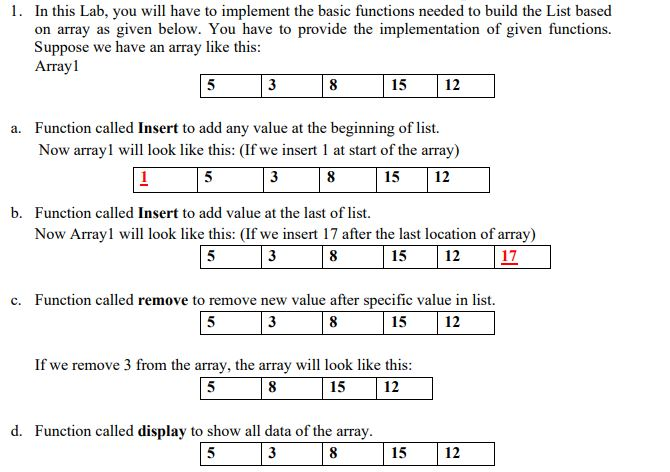 1. In this Lab, you will have to implement the basic functions needed to build the List based
on array as given below. You have to provide the implementation of given functions.
Suppose we have an array like this:
Array1
5 3 8 15 12
a. Function called Insert to add any value at the beginning of list.
Now array1 will look like this: (If we insert 1 at start of the array)
1 5 3 8 15 12
b. Function called Insert to add value at the last of list.
Now Array1 will look like this: (If we insert 17 after the last location of array)
5 3 8 15 12 17
c. Function called remove to remove new value after specific value in list.
5 3 8 15 12
If we remove 3 from the array, the array will look like this:
5 8 15 12
d. Function called display to show all data of the array.
5 3 8 15 12